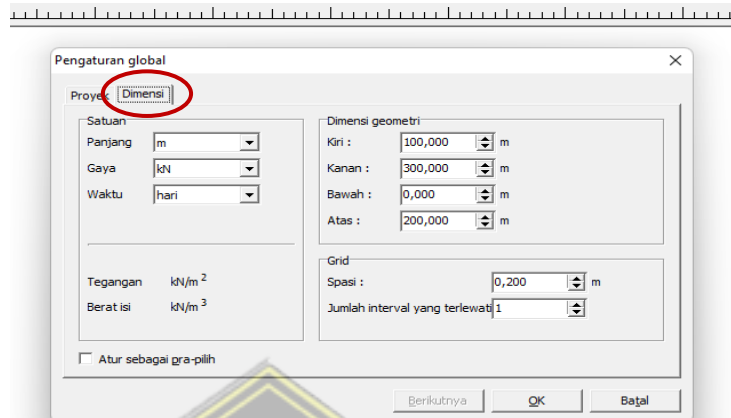 Pengaturan global
Proyek Dimensi
Satuan
Panjang m
Gaya kN
Waktu hari
Tegangan kN/m 2
Berat isi kN/m 3
Dimensi geometri
Kiri : 100,000 m
Kanan : 300,000 m
Bawah : 0,000 m
Atas : 200,000 m
Grid
Spasi : 0,200 m
Jumlah interval yang terlewati 1
Atur sebagai pra-pilih
Berikutnya OK Batal